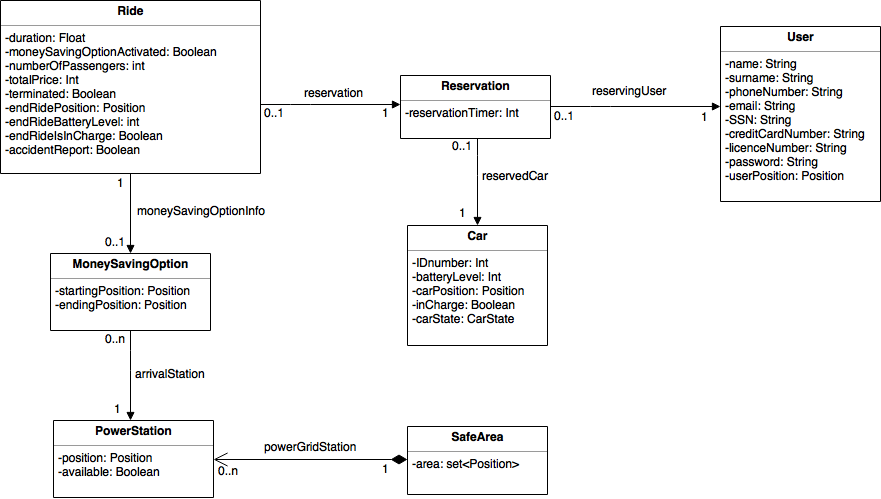 Ride
-duration: Float
-moneySavingOptionActivated: Boolean
-numberOfPassengers: int
-totalPrice: Int
-terminated: Boolean
-endRidePosition: Position
-endRideBatteryLevel: int
-endRideIsInCharge: Boolean
-accidentReport: Boolean
reservation
0..1
1
Reservation
-reservationTimer: Int
reservingUser
0..1
1
User
-name: String
-surname: String
-phoneNumber: String
-email: String
-SSN: String
-creditCardNumber: String
-licenceNumber: String
-password: String
-userPosition: Position
0..1
reservedCar
1
Car
-IDnumber: Int
-batteryLevel: Int
-carPosition: Position
-inCharge: Boolean
-carState: CarState
1
moneySavingOptionInfo
0..1
MoneySavingOption
-startingPosition: Position
-endingPosition: Position
0..n
arrivalStation
1
PowerStation
-position: Position
-available: Boolean
powerGridStation
0..n
1
SafeArea
-area: set<Position>